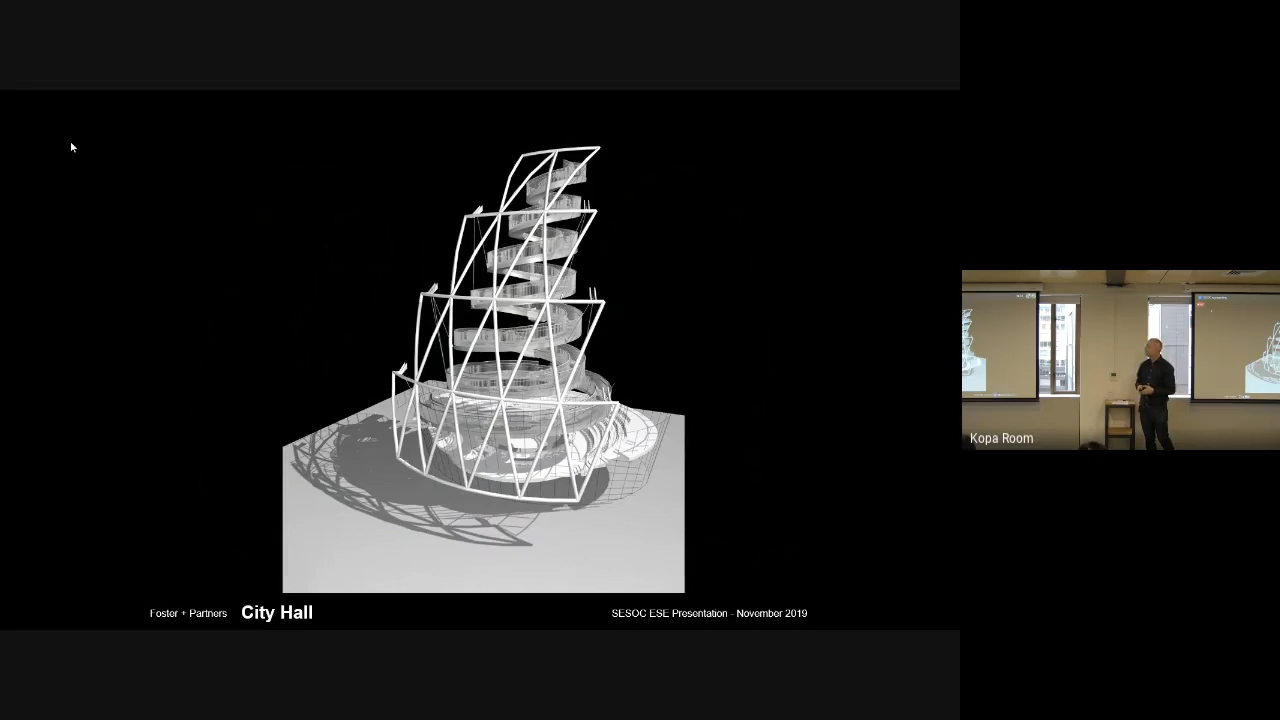 Foster + Partners City Hall
SESOC ESE Presentation - November 2019
Kopa Room